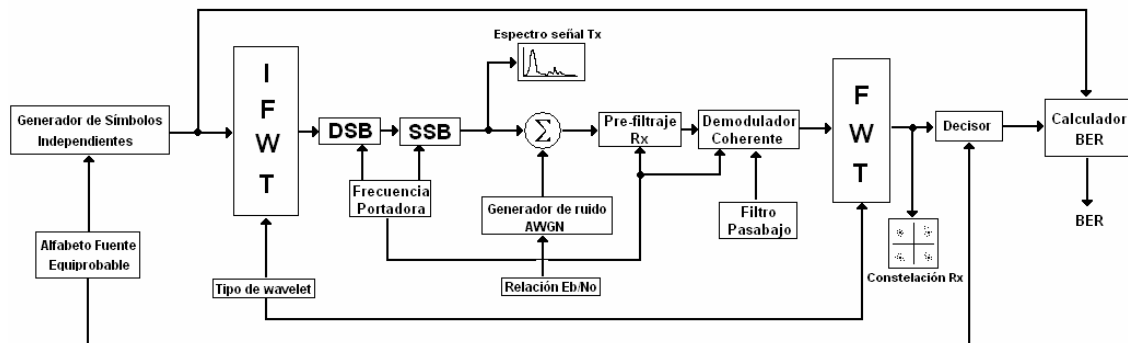 Espectro señal Tx
I
F
W
T
F
W
T
Generador de Símbolos
Independientes
DSB
SSB
Σ
Pre-filtraje
Rx
Demodulador
Coherente
Decisor
Calculador
BER
Frecuencia
Portadora
Generador de ruido
AWGN
Filtro
Pasabajo
BER
Alfabeto Fuente
Equiprobable
Tipo de wavelet
Relación Eb/No
Constelación Rx